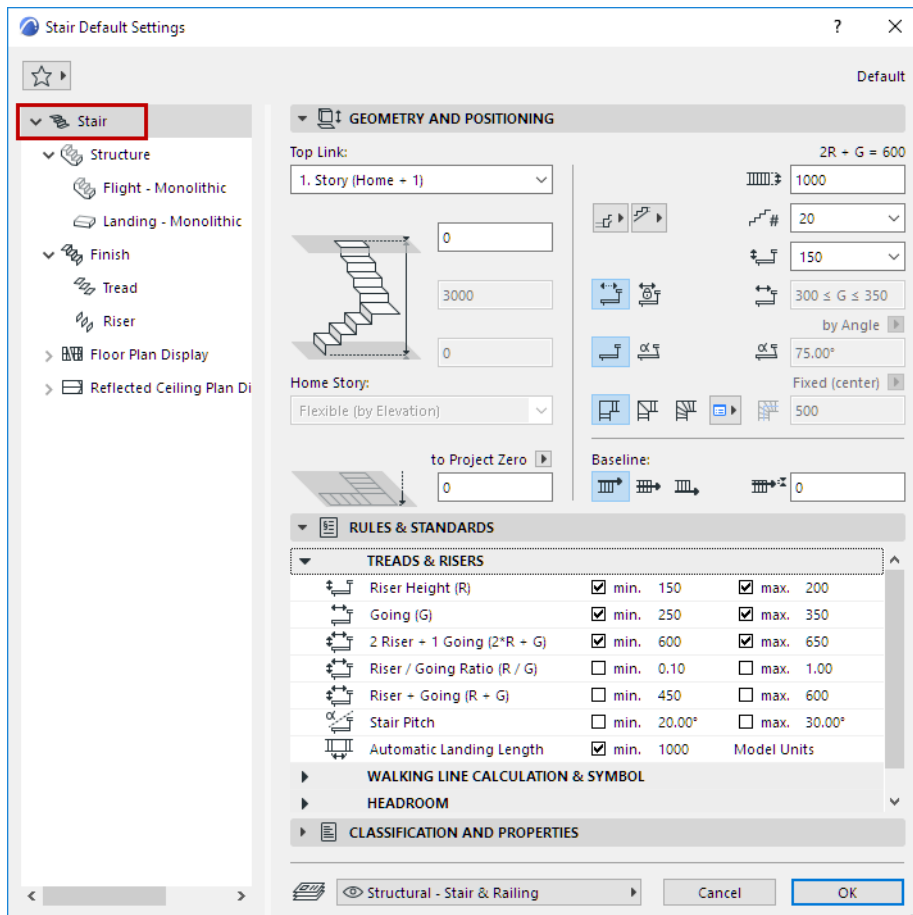 Stair Default Settings
?
Default
Stair
Structure
Flight - Monolithic
Landing - Monolithic
Finish
Tread
Riser
Floor Plan Display
Reflected Ceiling Plan Di
GEOMETRY AND POSITIONING
Top Link:
2R + G = 600
1. Story (Home + 1)
1000
0
# 20
150
3000
300 ≤ G ≤ 350
by Angle
0
α α 75.00°
Home Story:
Fixed (center)
Flexible (by Elevation)
500
to Project Zero
Baseline:
0
0
RULES & STANDARDS
TREADS & RISERS
Riser Height (R) min. 150 max. 200
Going (G) min. 250 max. 350
2 Riser + 1 Going (2*R + G) min. 600 max. 650
Riser / Going Ratio (R / G) min. 0.10 max. 1.00
Riser + Going (R + G) min. 450 max. 600
α Stair Pitch min. 20.00° max. 30.00°
Automatic Landing Length min. 1000 Model Units
WALKING LINE CALCULATION & SYMBOL
HEADROOM
CLASSIFICATION AND PROPERTIES
Structural - Stair & Railing
Cancel
OK